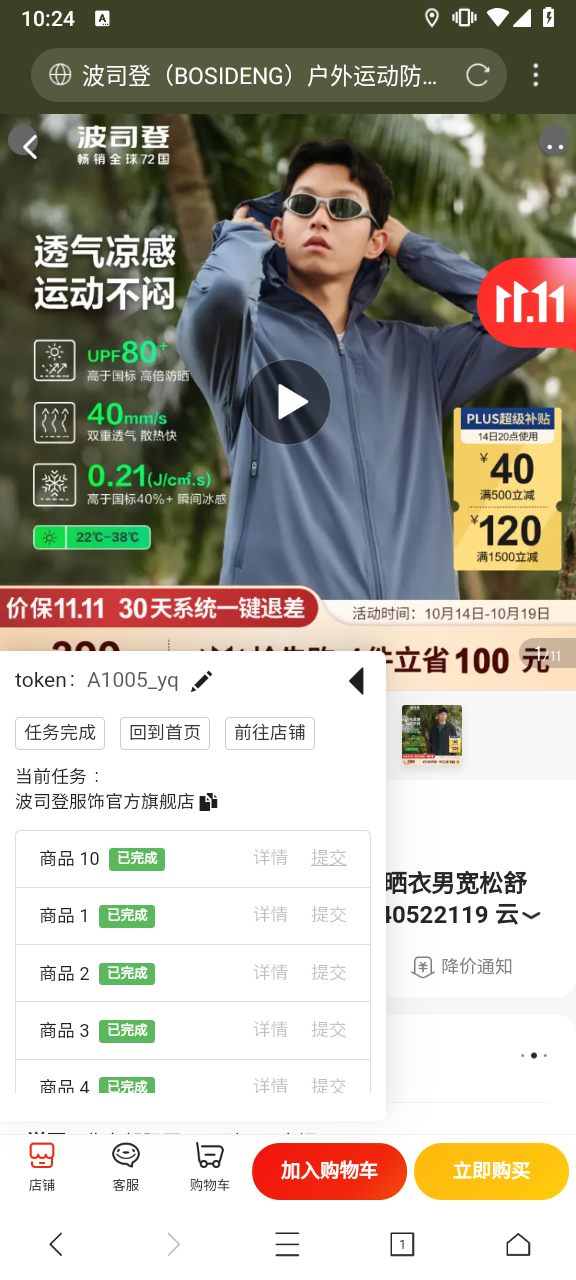 10:24
A
波司登（BOSIDENG）户外运动防...
波司登
畅销全球72国
透气凉感
运动不闷
11.11
UPF80+
高于国标 高倍防晒
40mm/s
双重透气 散热快
0.21(J/c㎡.s)
高于国标40%+ 瞬间冰感
22℃-38℃
PLUS超级补贴
14日20点使用
¥40
满500立减
¥120
满1500立减
价保11.11 30天系统一键退差
活动时间：10月14日-10月19日
件立省100元
1/11
token： A1005_yq
任务完成 回到首页 前往店铺
当前任务：
波司登服饰官方旗舰店
商品 10 已完成 详情 提交
商品 1 已完成 详情 提交
商品 2 已完成 详情 提交
商品 3 已完成 详情 提交
商品 4 已完成 详情 提交
晒衣男宽松舒
40522119 云
降价通知
店铺 客服 购物车 加入购物车 立即购买
1